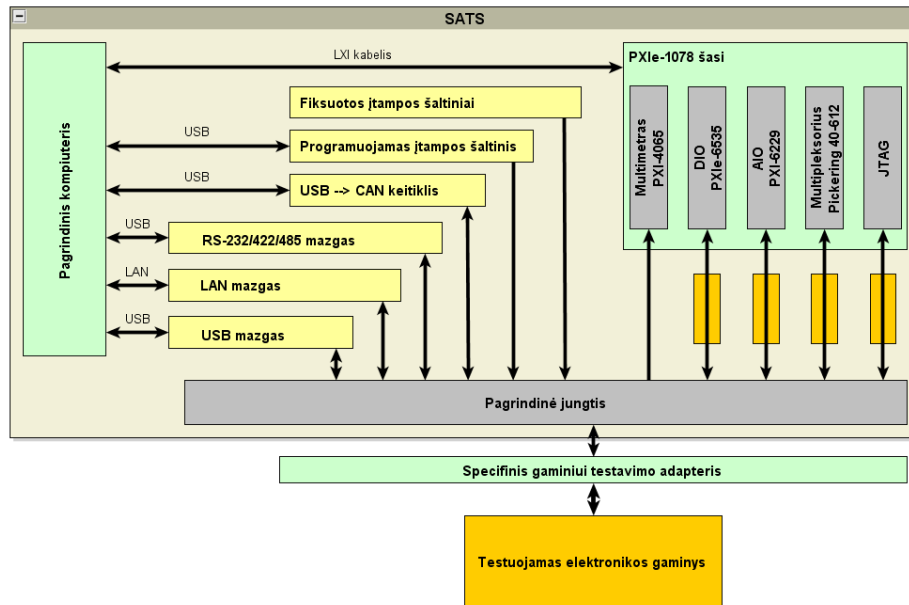 SATS
LXI kabelis
PXIe-1078 šasi
Pagrindinis kompiuteris
Fiksuotos įtampos šaltiniai
USB
Programuojamas įtampos šaltinis
USB
USB --> CAN keitiklis
USB
RS-232/422/485 mazgas
LAN
LAN mazgas
USB
USB mazgas
Multimetras
PXI-4065
DIO
PXIe-6535
AIO
PXI-6229
Multipleksorius
Pickering 40-612
JTAG
Pagrindinė jungtis
Specifinis gaminiui testavimo adapteris
Testuojamas elektronikos gaminys